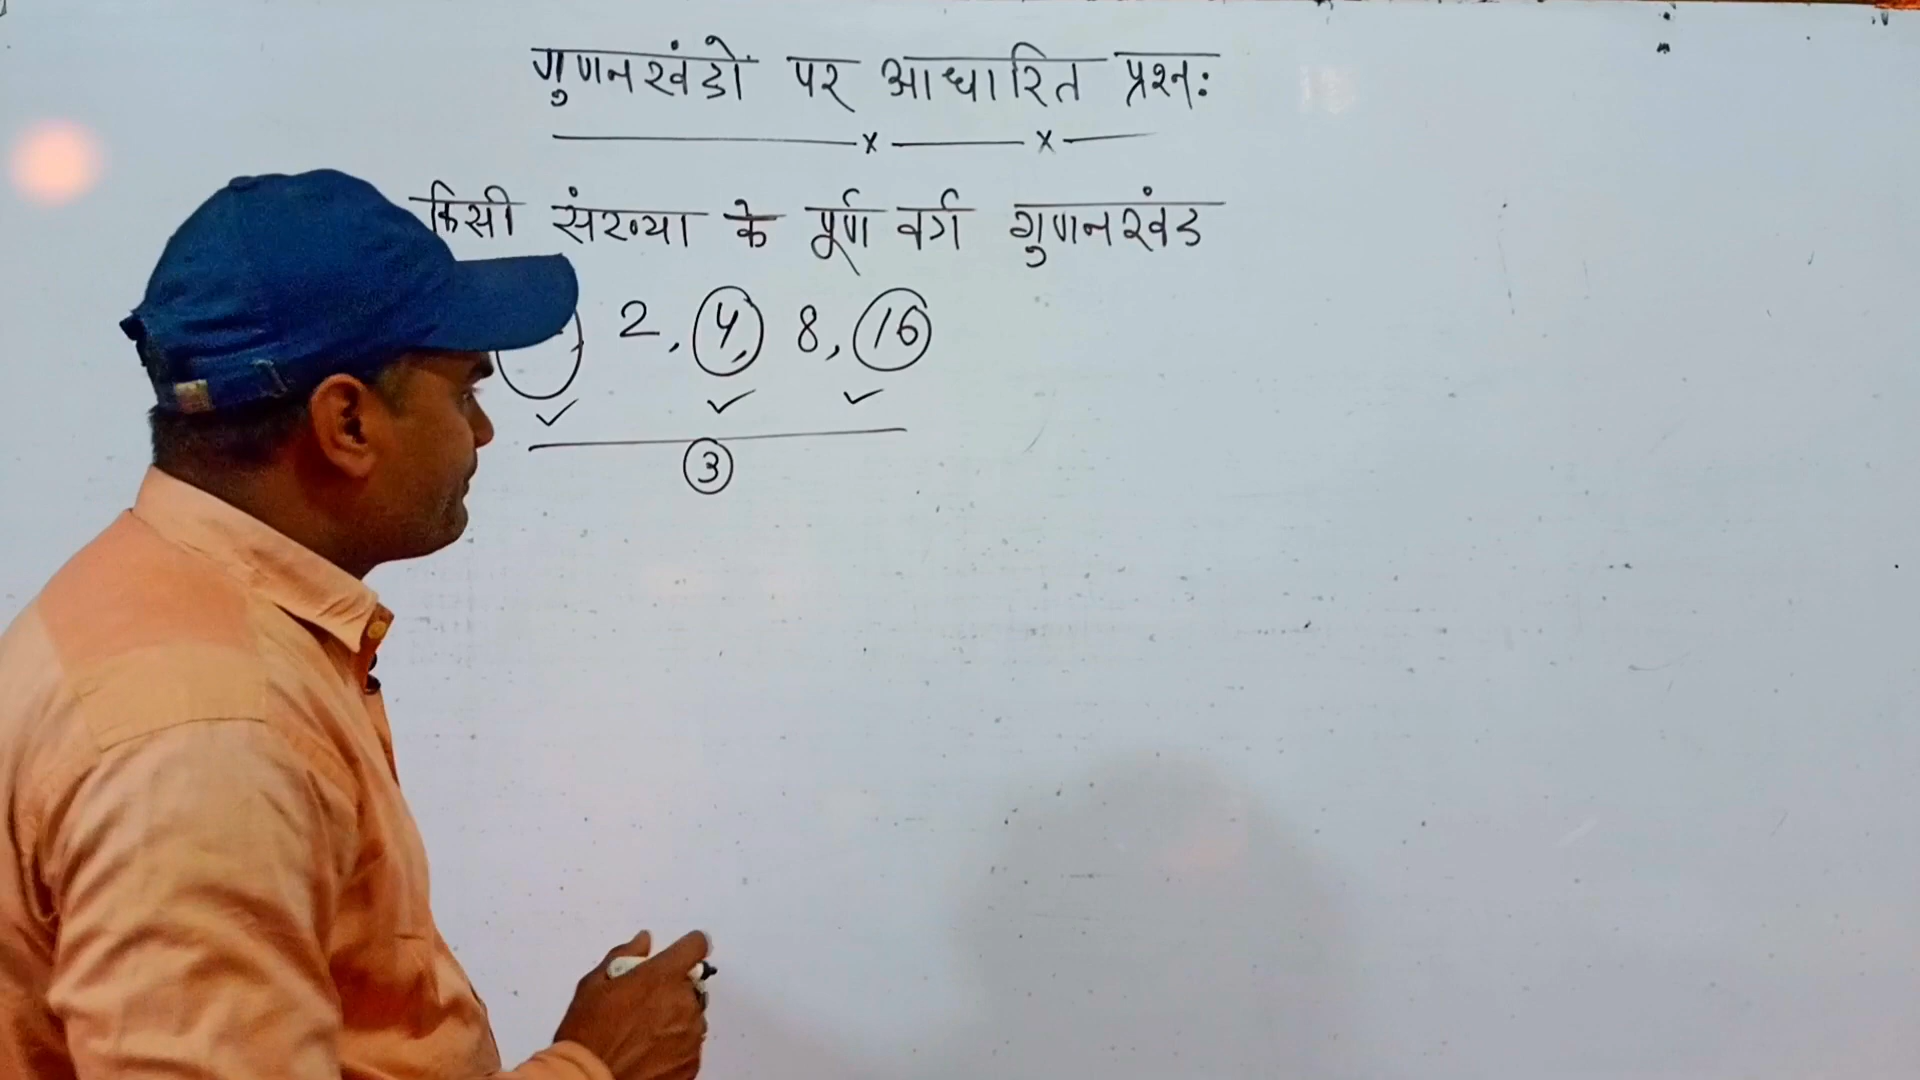 गुणनखंडों पर आधारित प्रश्न:
किसी संख्या के पूर्ण वर्ग गुणनखंड
2, 4, 8, 16
3